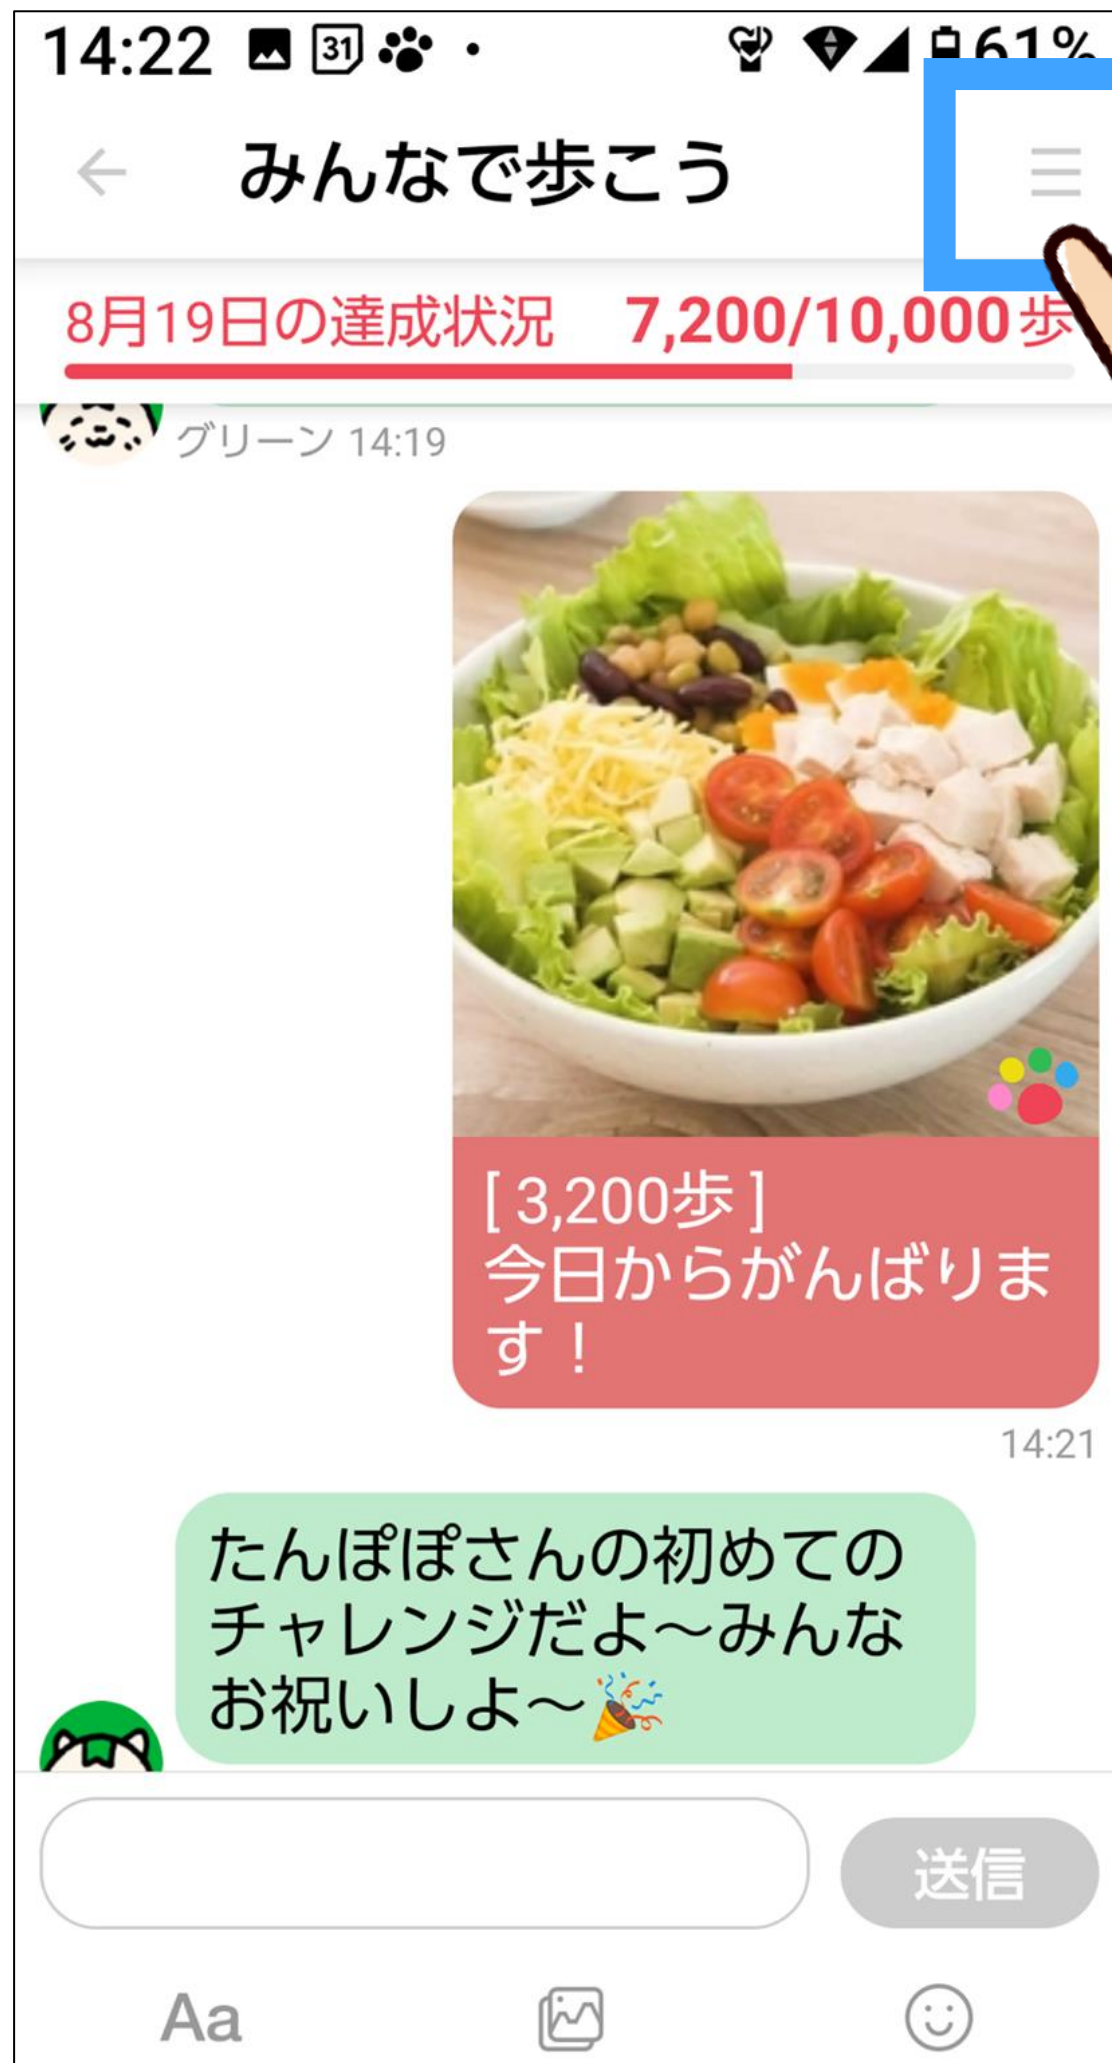 14:22 31 61%
みんなで歩こう
8月19日の達成状況 7,200/10,000歩
グリーン 14:19
[ 3,200歩 ]
今日からがんばりま
す！
14:21
たんぽぽさんの初めての
チャレンジだよ〜みんな
お祝いしよ〜🎉
送信
Aa